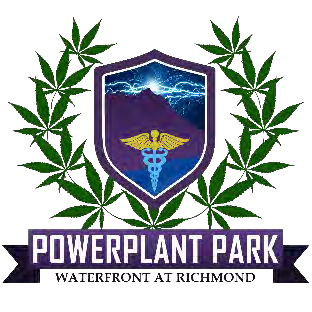 POWERPLANT PARK
WATERFRONT AT RICHMOND